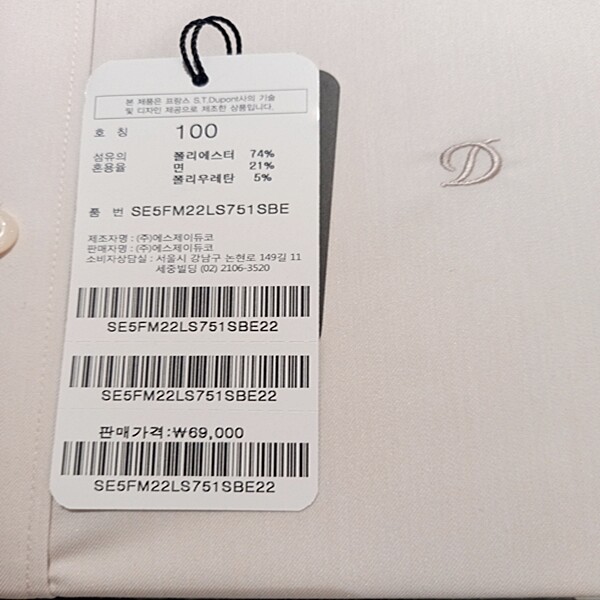 본 제품은 프랑스 S.T.Dupont사의 기술
및 디자인 제공으로 제조한 상품입니다.
호 칭 100
섬유의 폴리에스터 74%
혼용율 면 21%
폴리우레탄 5%
품 번 SE5FM22LS751SBE
제조자명 : (주)에스제이듀코
판매자명 : (주)에스제이듀코
소비자상담실 : 서울시 강남구 논현로 149길 11
세중빌딩 (02) 2106-3520
SE5FM22LS751SBE22
SE5FM22LS751SBE22
판매가격:₩69,000
SE5FM22LS751SBE22
D